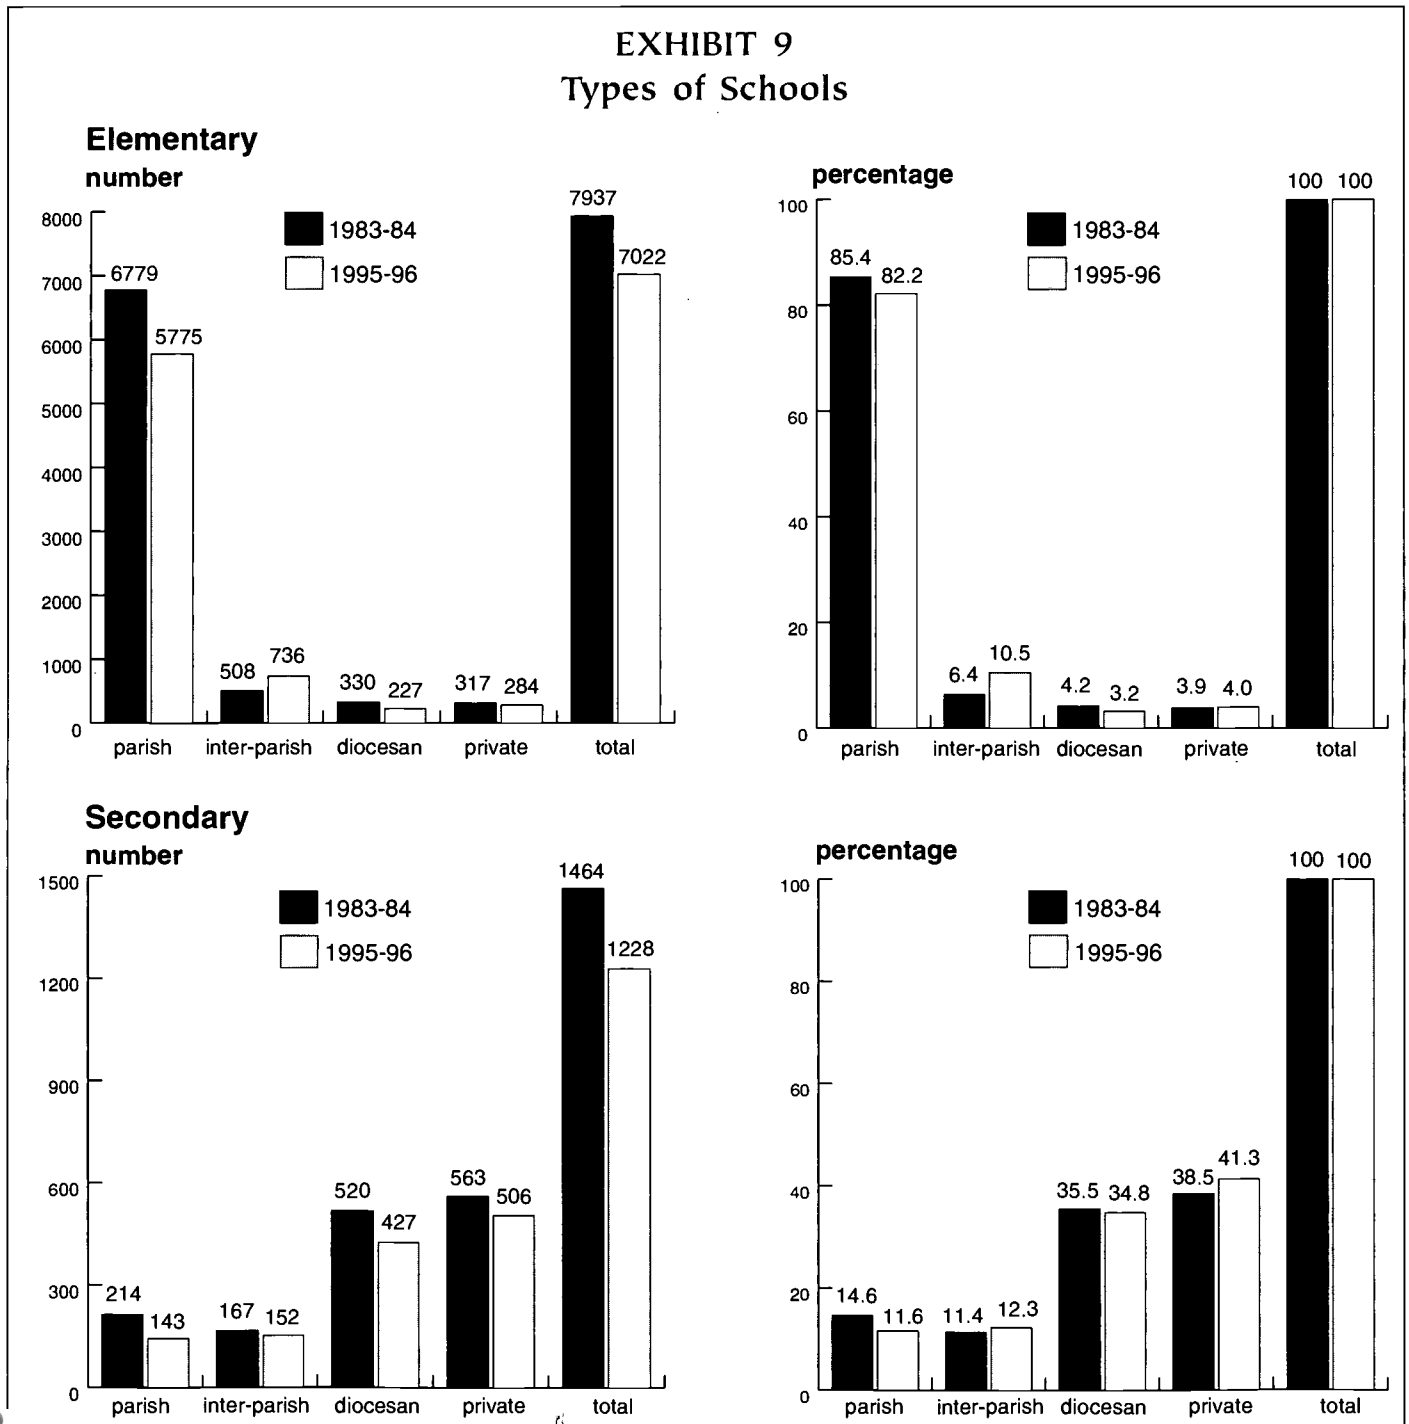 EXHIBIT 9
Types of Schools
Elementary
number
8000
7000
6000
5000
4000
3000
2000
1000
0
1983-84
1995-96
6779
5775
508
736
330
227
317
284
7937
7022
parish
inter-parish
diocesan
private
total
percentage
100
80
60
40
20
0
1983-84
1995-96
85.4
82.2
6.4
10.5
4.2
3.2
3.9
4.0
100
100
parish
inter-parish
diocesan
private
total
Secondary
number
1500
1200
900
600
300
0
1983-84
1995-96
214
143
167
152
520
427
563
506
1464
1228
parish
inter-parish
diocesan
private
total
percentage
100
80
60
40
20
0
1983-84
1995-96
14.6
11.6
11.4
12.3
35.5
34.8
38.5
41.3
100
100
parish
inter-parish
diocesan
private
total